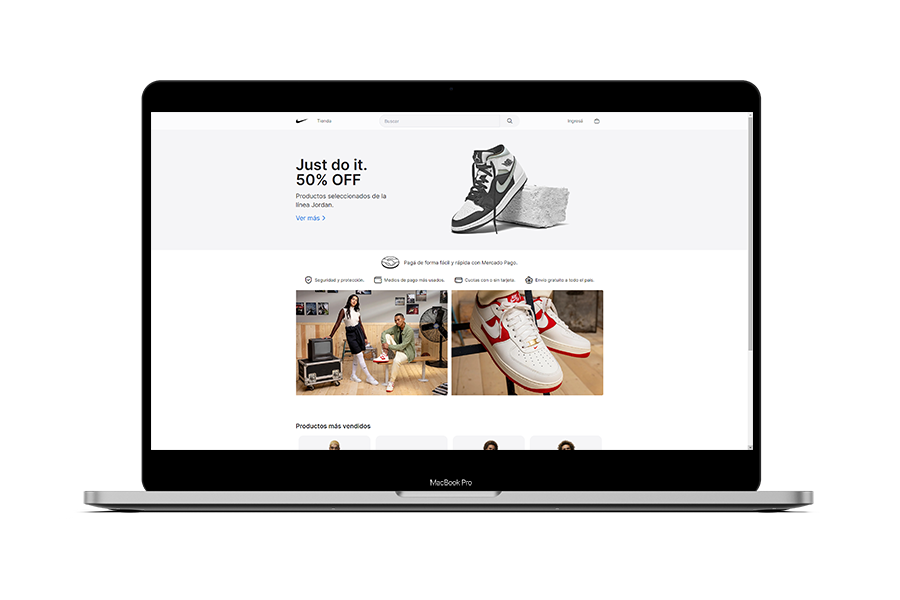 Tienda
Buscar
Ingresá
Just do it.
50% OFF
Productos seleccionados de la
línea Jordan.
Ver más
Pagá de forma fácil y rápida con Mercado Pago.
Seguridad y protección.
Medios de pago más usados.
Cuotas con o sin tarjeta.
Envío gratuito a todo el país.
Productos más vendidos
MacBook Pro